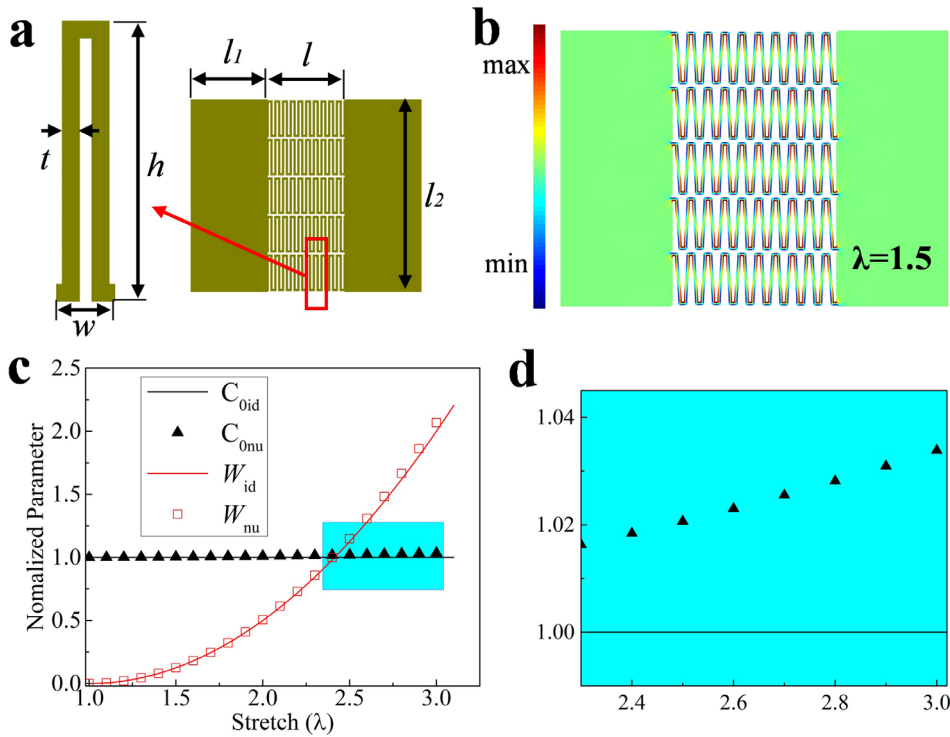 a
l1
l
t
h
l2
w
b
max
min
λ=1.5
c
2.5
2.0
1.5
1.0
0.5
0.0
Nomalized Parameter
C0id
C0nu
Wid
Wnu
1.0 1.5 2.0 2.5 3.0
Stretch (λ)
d
1.04
1.02
1.00
2.4 2.6 2.8 3.0